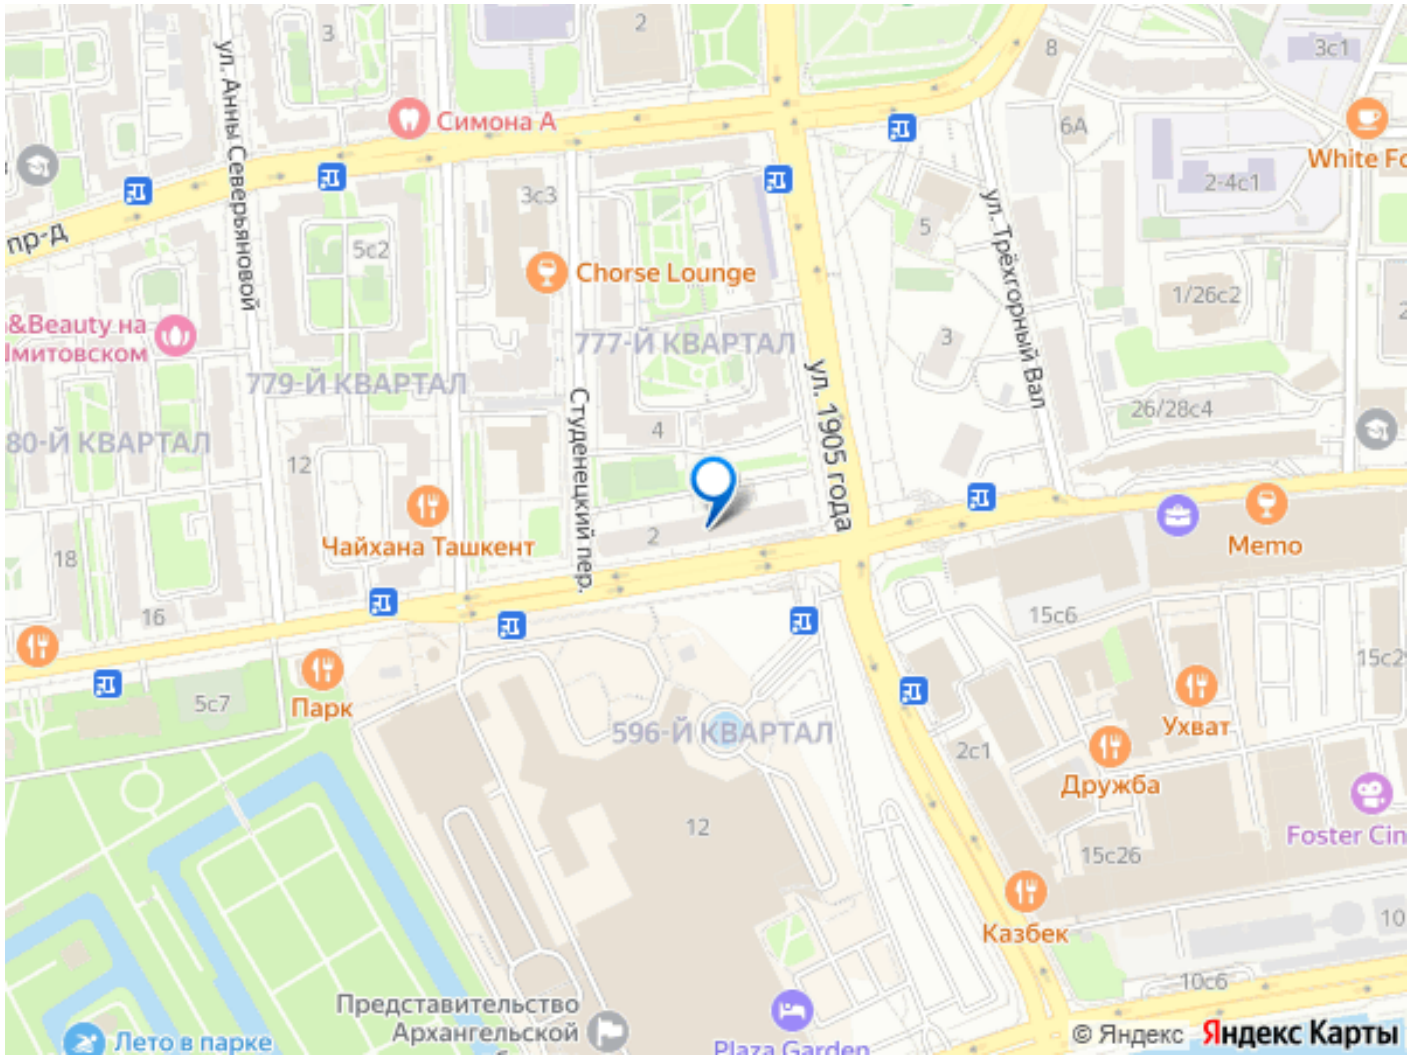 3
2
8
3с1
Симона А
6А
White Fo
ул. Анны Северьяновой
3с3
2-4с1
пр-д
5с2
5
ул. Трёхгорный Вал
Chorse Lounge
1/26с2
2
&Beauty на
Имитовском
777-Й КВАРТАЛ
3
779-Й КВАРТАЛ
ул. 1905 года
26/28с4
80-Й КВАРТАЛ
Студенецкий пер.
4
12
Чайхана Ташкент
2
Memo
18
16
15с6
15с2
5с7
Парк
596-Й КВАРТАЛ
Ухват
2с1
Дружба
12
Foster Cin
15с26
Казбек
10
10с6
Представительство
Архангельской
Лето в парке
Plaza Garden
© Яндекс Яндекс Карты